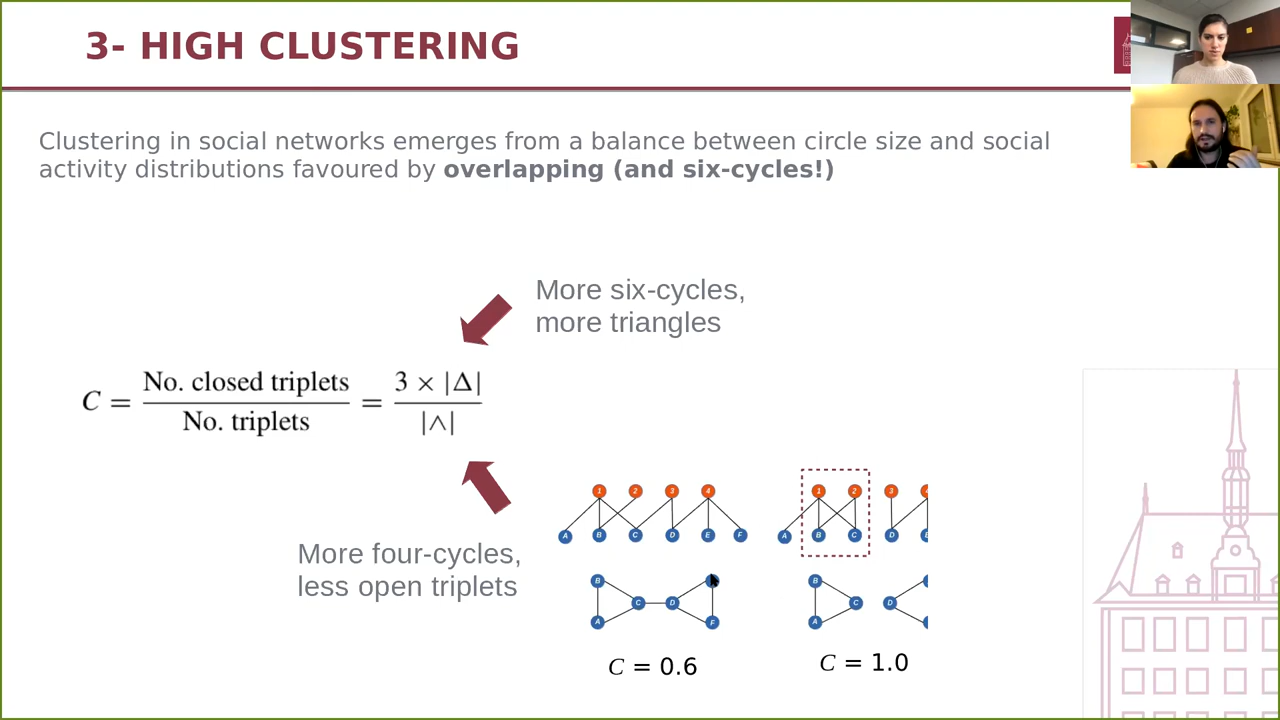 3- HIGH CLUSTERING
Clustering in social networks emerges from a balance between circle size and social
activity distributions favoured by overlapping (and six-cycles!)
More six-cycles,
more triangles
C = No. closed triplets / No. triplets = 3 × |Δ| / |∧|
More four-cycles,
less open triplets
1 2 3 4
A B C D E F
B
C D
A F
C = 0.6
1 2 3
A B C D
B
C D
A
C = 1.0